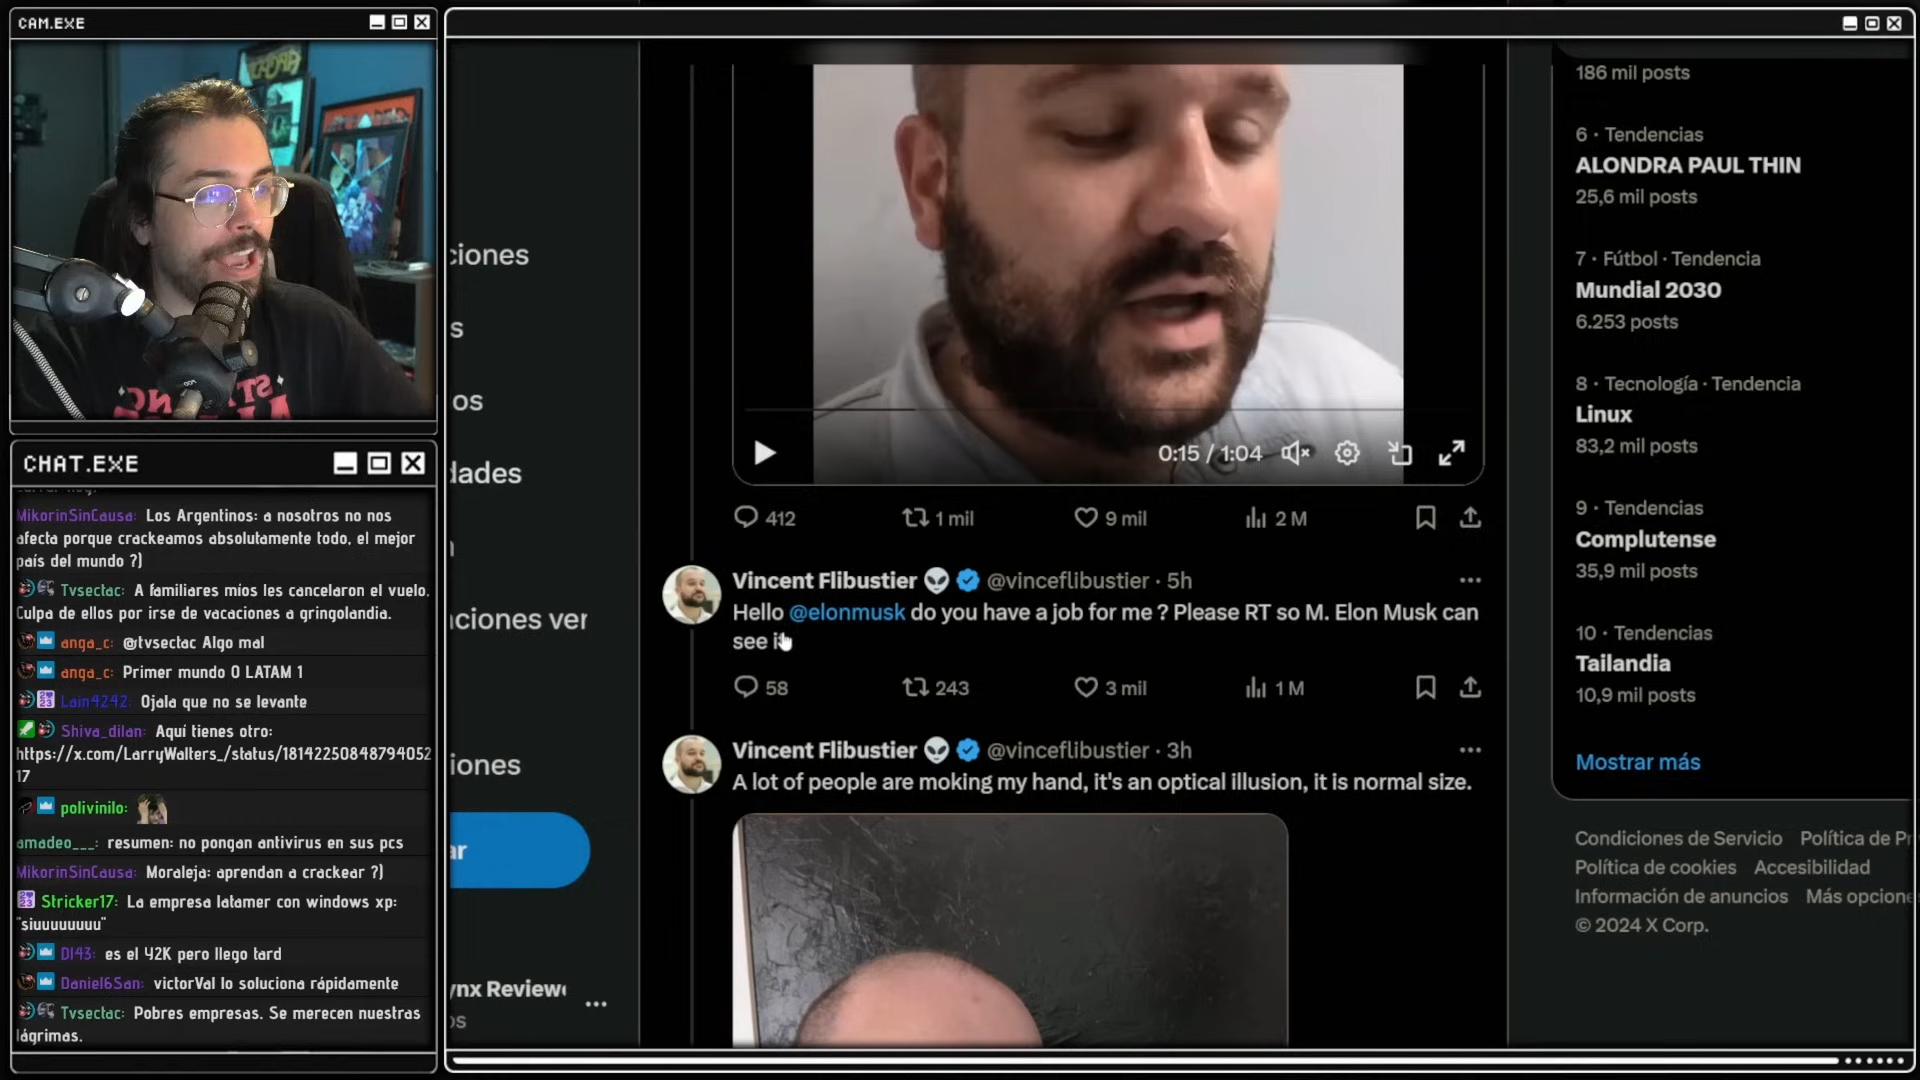 CAM.EXE
CHAT.EXE
MikorinSinCausa: Los Argentinos: a nosotros no nos
afecta porque crackeamos absolutamente todo, el mejor
país del mundo ?)
Tvsectac: A familiares míos les cancelaron el vuelo.
Culpa de ellos por irse de vacaciones a gringolandia.
anga_c: @tvsectac Algo mal
anga_c: Primer mundo 0 LATAM 1
Lain4242: Ojala que no se levante
Shiva_dilan: Aquí tienes otro:
https://x.com/LarryWalters_/status/18142250848794052
17
polivinilo:
amadeo___: resumen: no pongan antivirus en sus pcs
MikorinSinCausa: Moraleja: aprendan a crackear ?)
Stricker17: La empresa latamer con windows xp:
"siuuuuuuuu"
Dl43: es el Y2K pero llego tard
Daniel6San: victorVal lo soluciona rápidamente
Tvsectac: Pobres empresas. Se merecen nuestras
lágrimas.
ciones
s
os
dades
n
ciones ver
iones
ar
ynx Review
os
0:15 / 1:04
412 1 mil 9 mil 2 M
Vincent Flibustier @vinceflibustier · 5h
Hello @elonmusk do you have a job for me ? Please RT so M. Elon Musk can
see it
58 243 3 mil 1 M
Vincent Flibustier @vinceflibustier · 3h
A lot of people are moking my hand, it's an optical illusion, it is normal size.
186 mil posts
6 · Tendencias
ALONDRA PAUL THIN
25,6 mil posts
7 · Fútbol · Tendencia
Mundial 2030
6.253 posts
8 · Tecnología · Tendencia
Linux
83,2 mil posts
9 · Tendencias
Complutense
35,9 mil posts
10 · Tendencias
Tailandia
10,9 mil posts
Mostrar más
Condiciones de Servicio Política de Pr
Política de cookies Accesibilidad
Información de anuncios Más opcione
© 2024 X Corp.